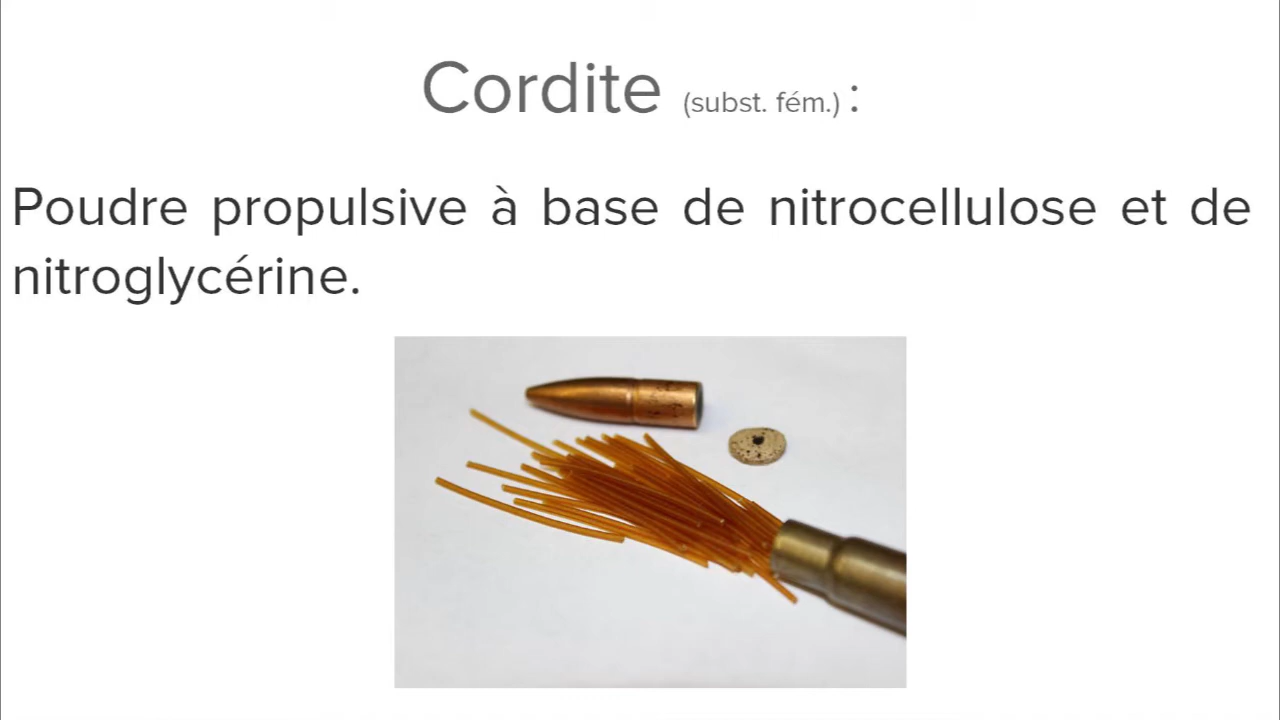 Cordite (subst. fém.) :
Poudre propulsive à base de nitrocellulose et de
nitroglycérine.